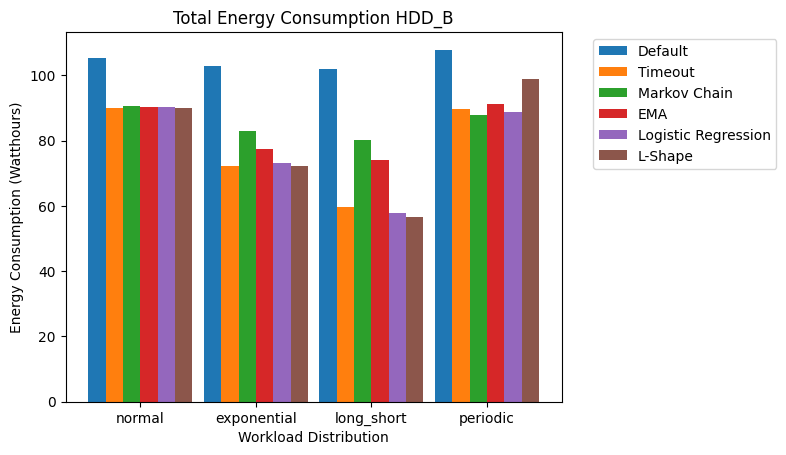 Total Energy Consumption HDD_B
Energy Consumption (Watthours)
100
80
60
40
20
0
normal exponential long_short periodic
Workload Distribution
Default
Timeout
Markov Chain
EMA
Logistic Regression
L-Shape